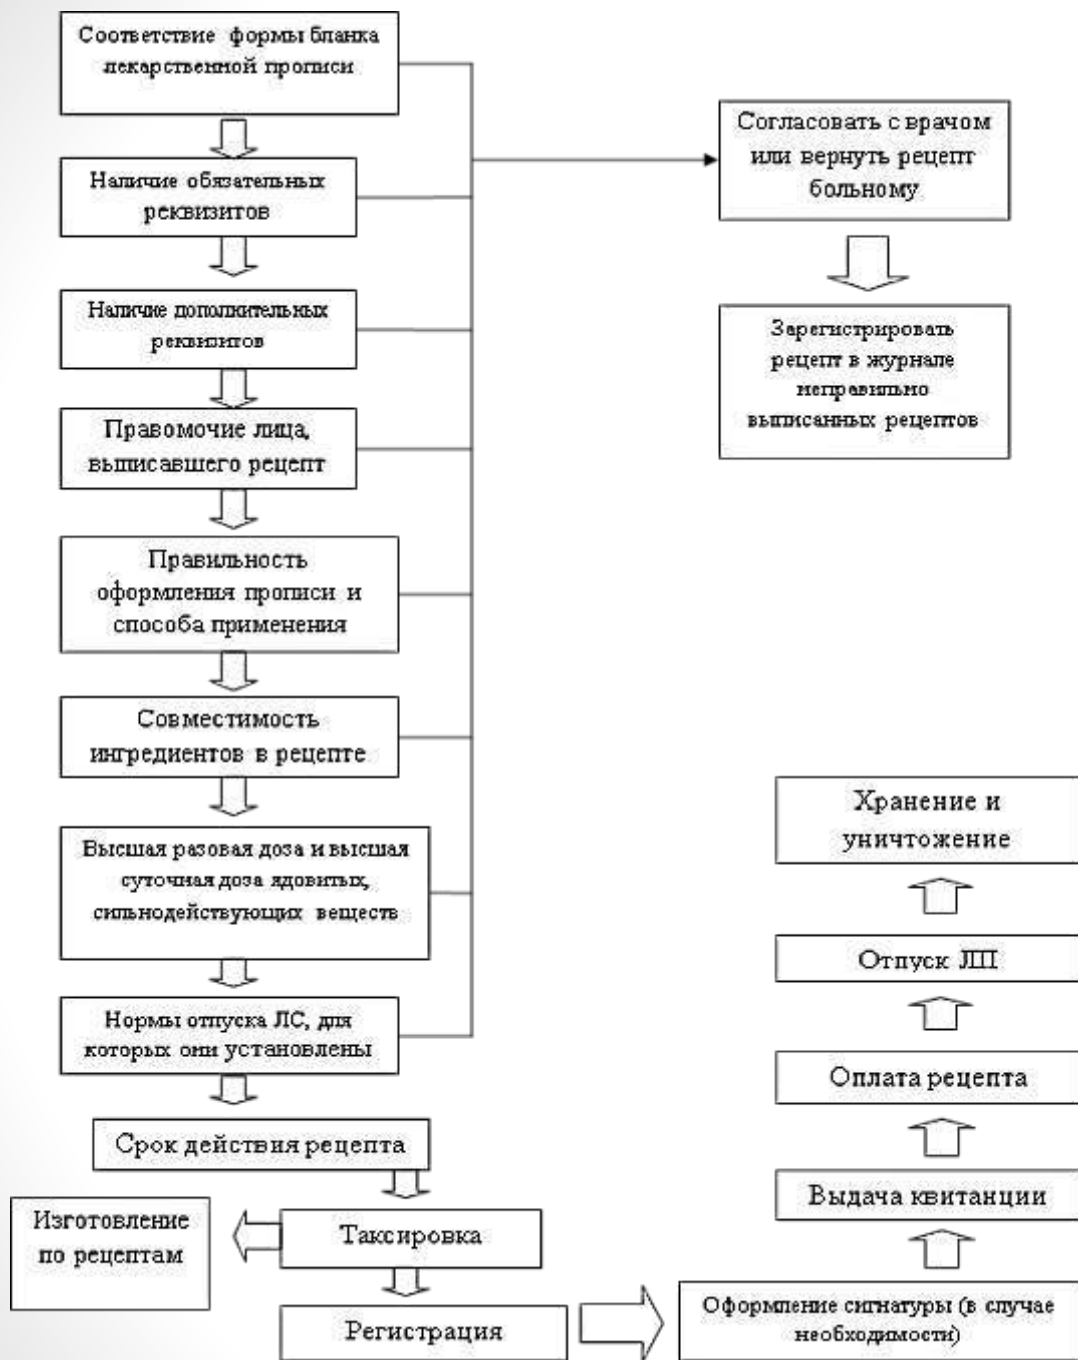 Соответствие формы бланка
лекарственной прописи
Наличие обязательных
реквизитов
Наличие дополнительных
реквизитов
Правомочие лица,
выписавшего рецепт
Правильность
оформления прописи и
способа применения
Совместимость
ингредиентов в рецепте
Высшая разовая доза и высшая
суточная доза ядовитых,
сильнодействующих веществ
Нормы отпуска ЛС, для
которых они установлены
Срок действия рецепта
Таксировка
Изготовление
по рецептам
Регистрация
Согласовать с врачом
или вернуть рецепт
больному
Зарегистрировать
рецепт в журнале
неправильно
выписанных рецептов
Хранение и
уничтожение
Отпуск ЛП
Оплата рецепта
Выдача квитанции
Оформление сигнатуры (в случае
необходимости)